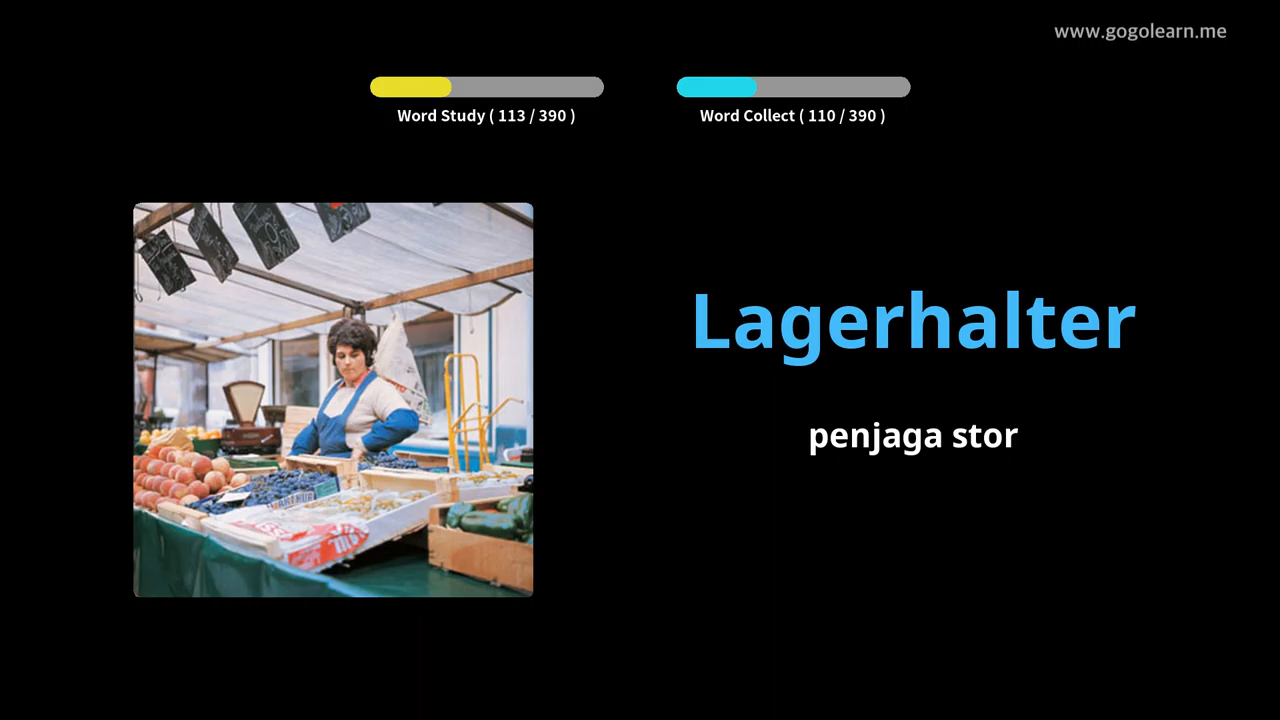 www.gogolearn.me
Word Study ( 113 / 390 )
Word Collect ( 110 / 390 )
Lagerhalter
penjaga stor